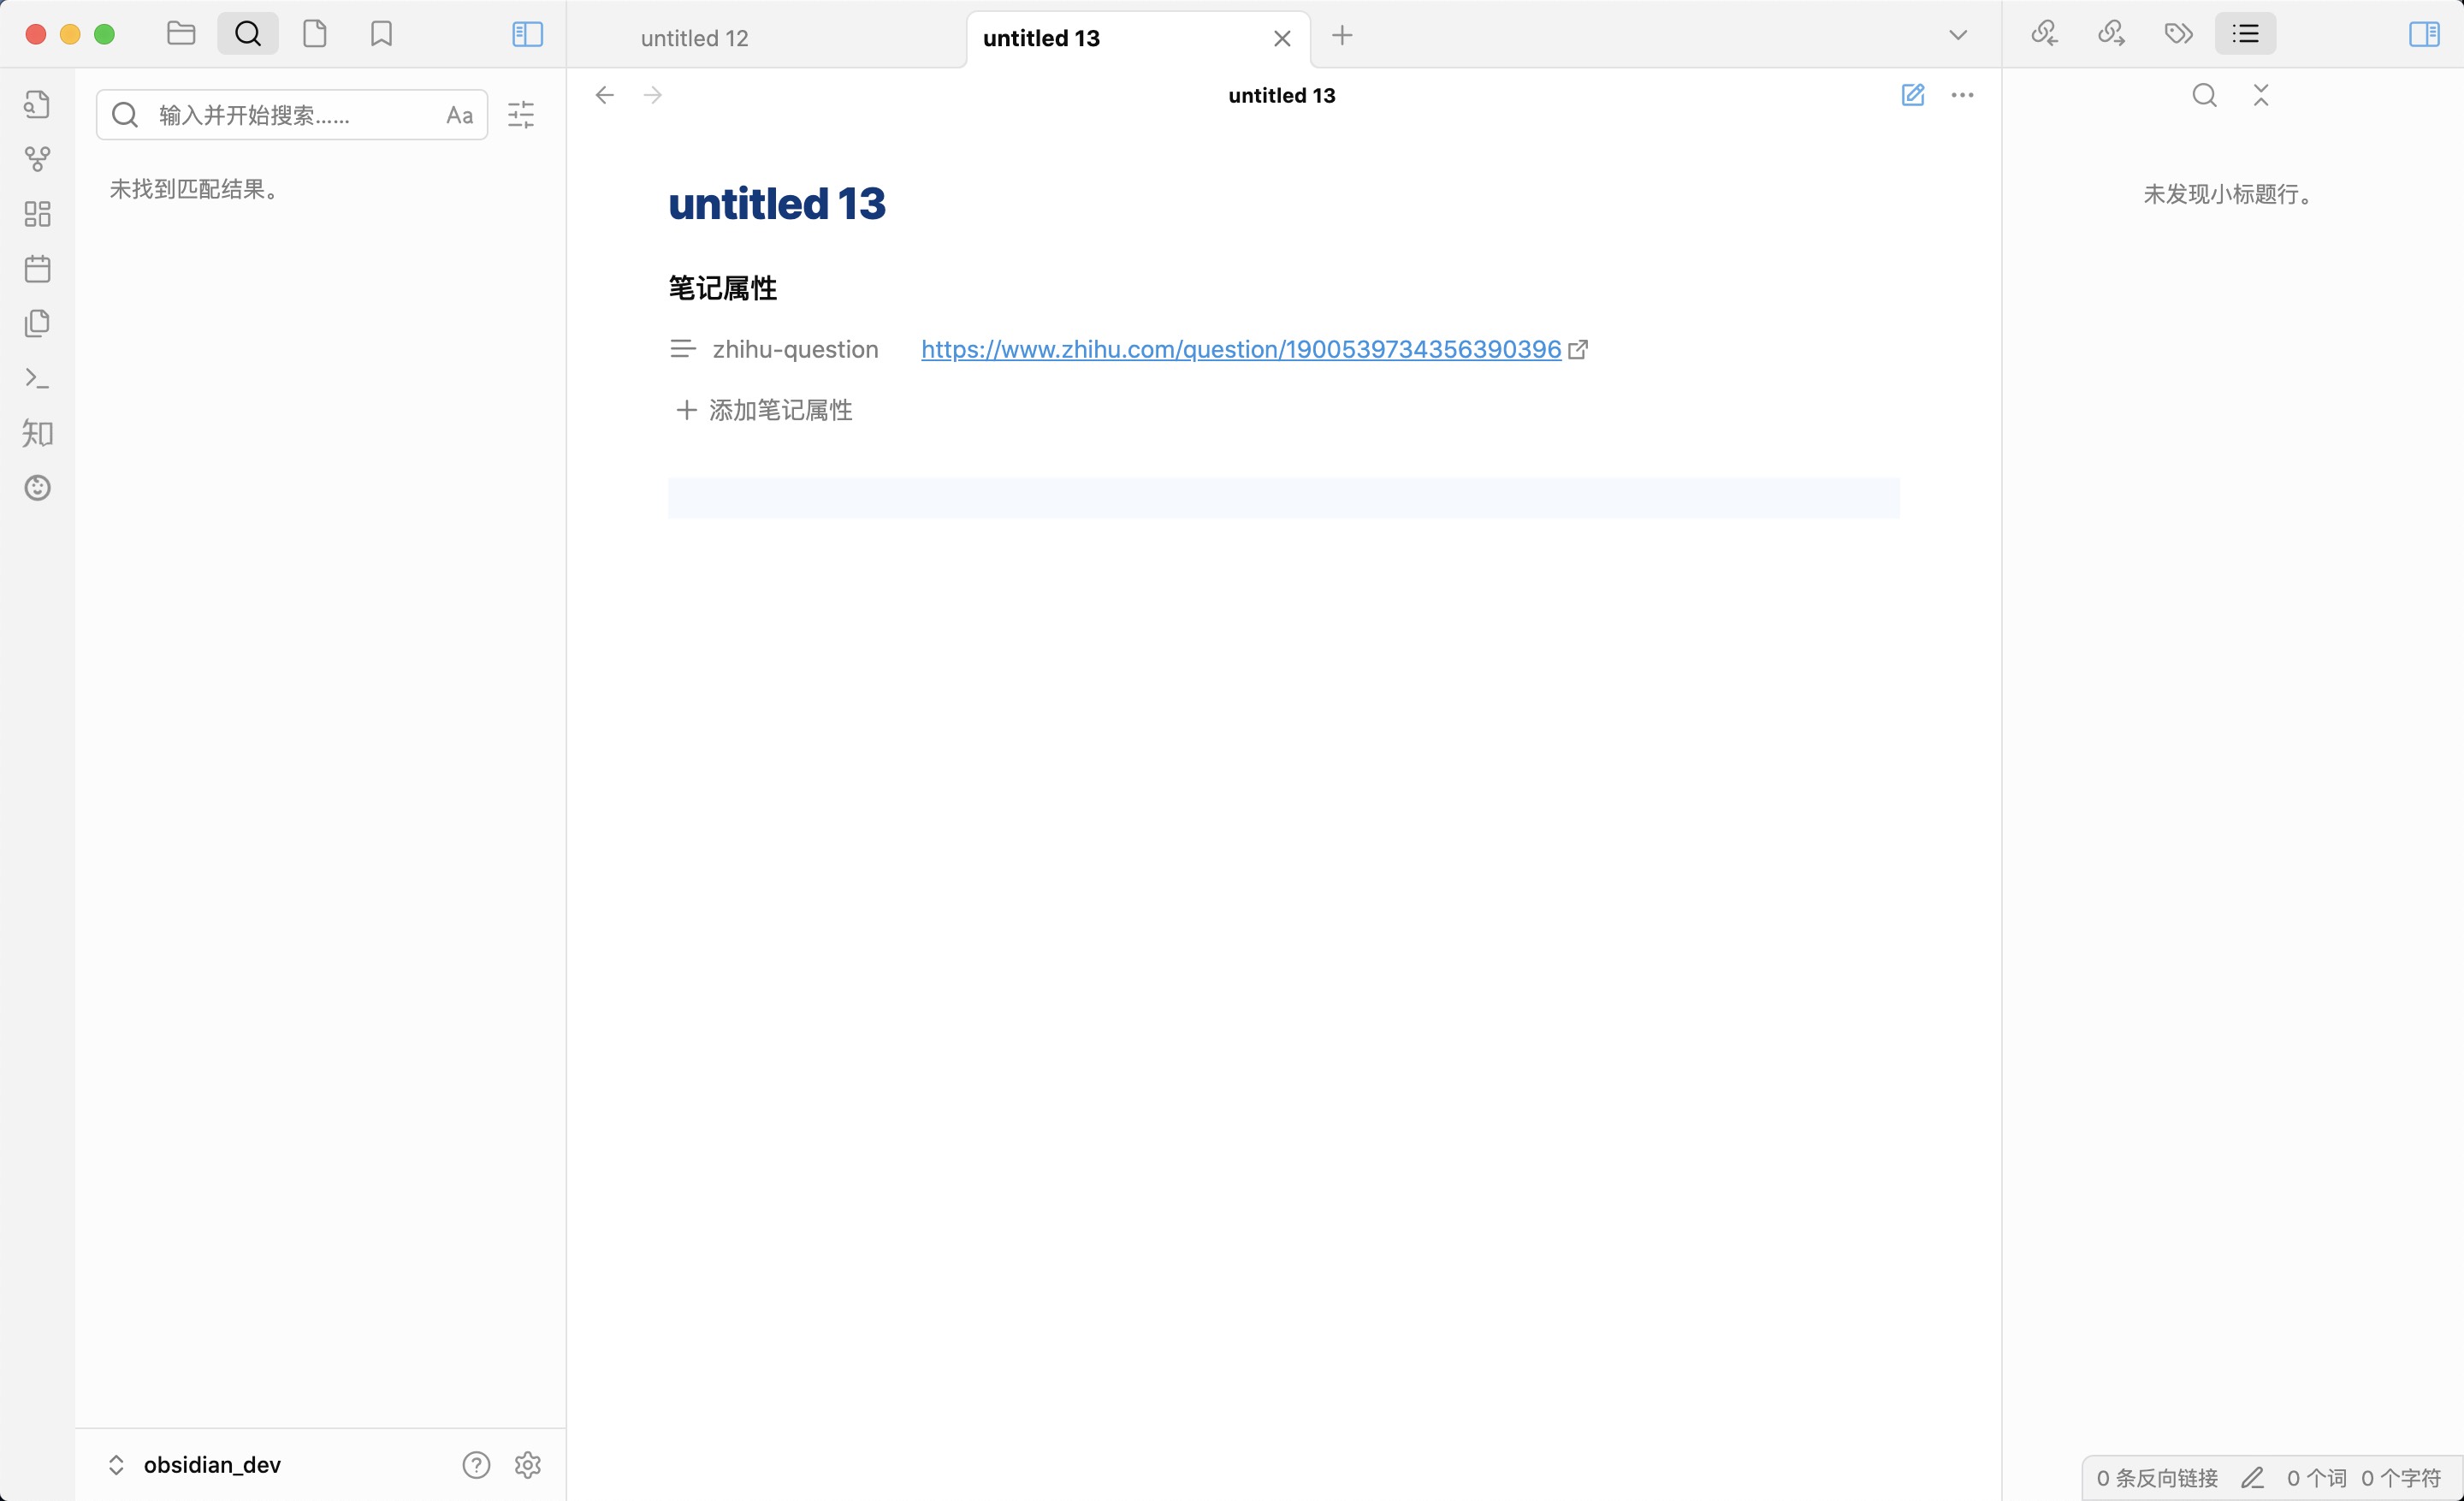 untitled 12
untitled 13
输入并开始搜索......
Aa
未找到匹配结果。
知
untitled 13
untitled 13
笔记属性
zhihu-question
https://www.zhihu.com/question/1900539734356390396
添加笔记属性
未发现小标题行。
obsidian_dev
0 条反向链接
0 个词
0 个字符